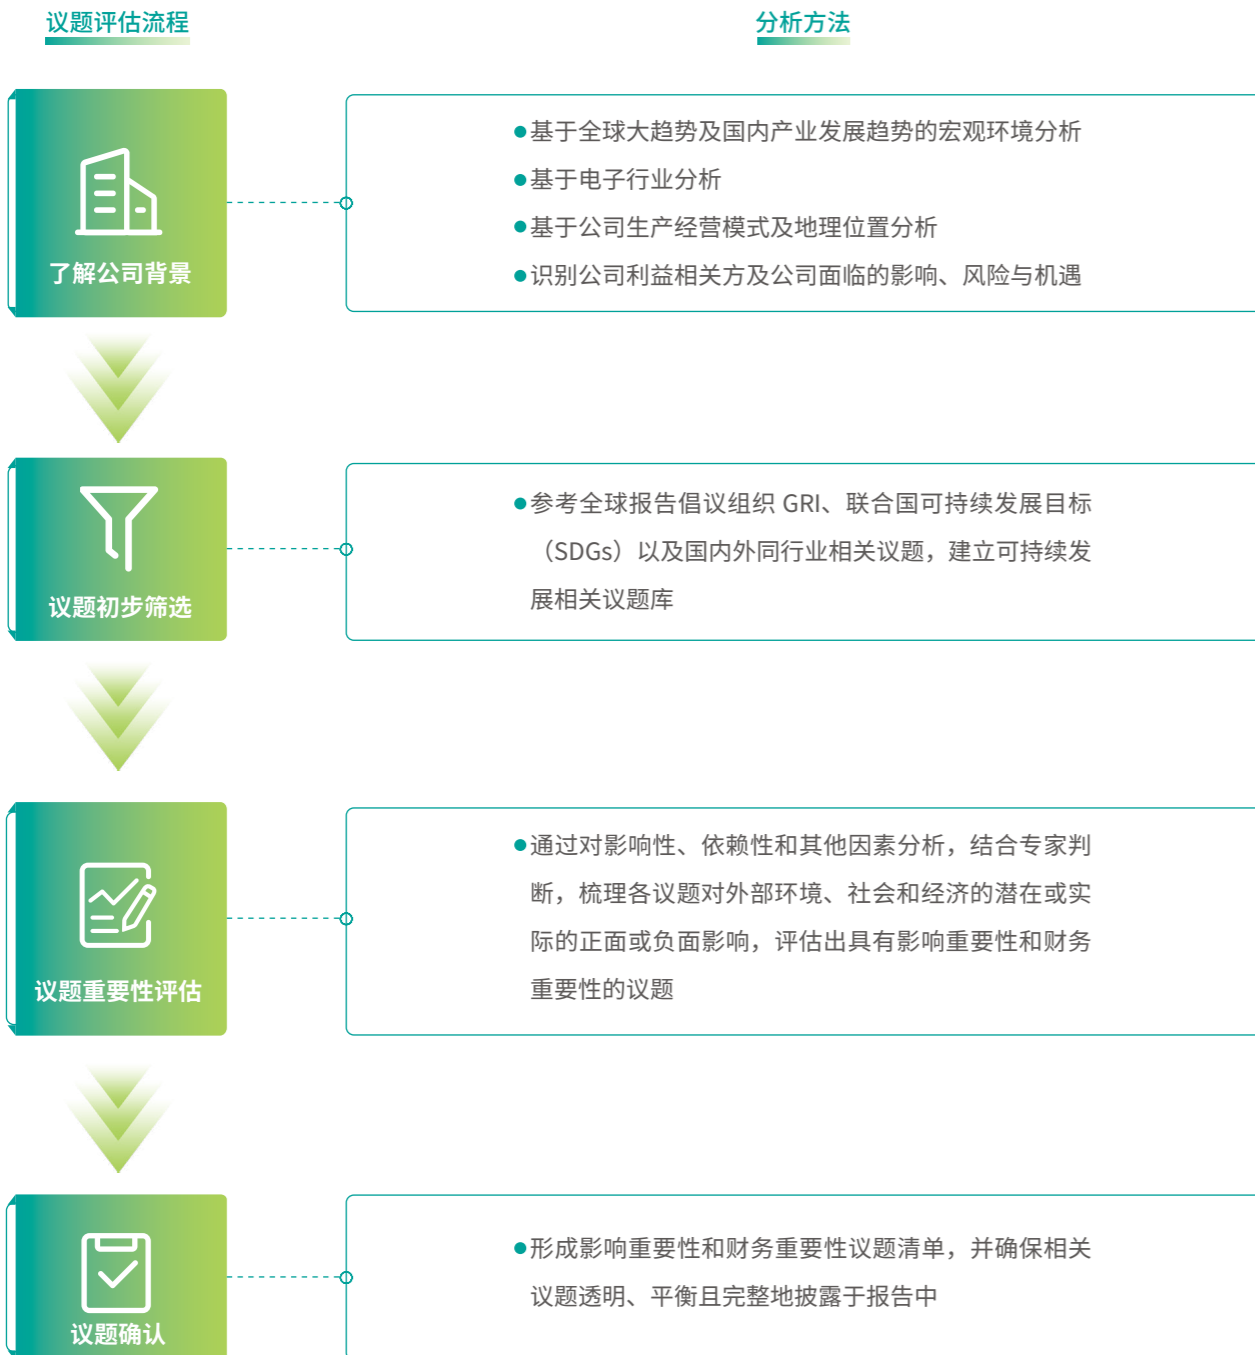 议题评估流程
分析方法
了解公司背景
●基于全球大趋势及国内产业发展趋势的宏观环境分析
●基于电子行业分析
●基于公司生产经营模式及地理位置分析
●识别公司利益相关方及公司面临的影响、风险与机遇
议题初步筛选
●参考全球报告倡议组织 GRI、联合国可持续发展目标
（SDGs）以及国内外同行业相关议题，建立可持续发
展相关议题库
议题重要性评估
●通过对影响性、依赖性和其他因素分析，结合专家判
断，梳理各议题对外部环境、社会和经济的潜在或实
际的正面或负面影响，评估出具有影响重要性和财务
重要性的议题
议题确认
●形成影响重要性和财务重要性议题清单，并确保相关
议题透明、平衡且完整地披露于报告中